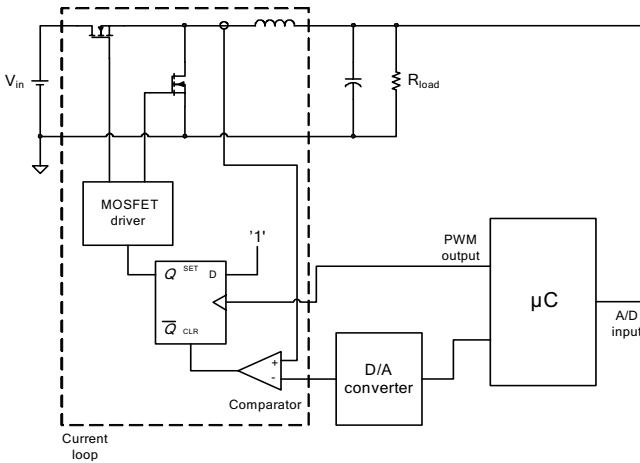 V_in
R_load
MOSFET
driver
'1'
Q SET D
Q̅ CLR
+
-
Comparator
Current
loop
D/A
converter
PWM
output
µC
A/D
input